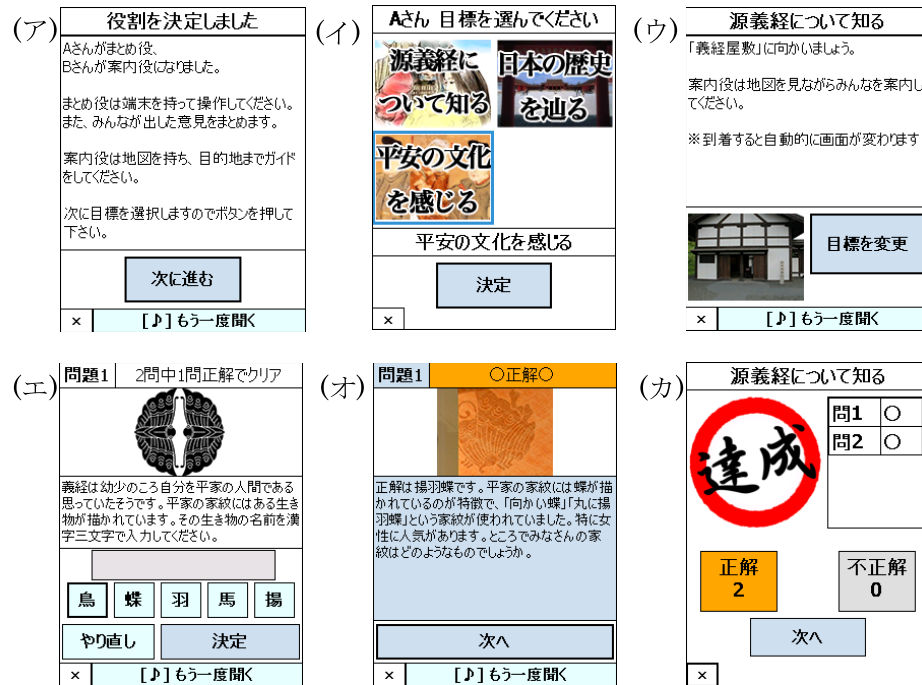 (ア)
役割を決定しました
Aさんがまとめ役、
Bさんが案内役になりました。
まとめ役は端末を持って操作してください。
また、みんなが出した意見をまとめます。
案内役は地図を持ち、目的地までガイド
をしてください。
次に目標を選択しますのでボタンを押して
下さい。
次に進む
×
[♪]もう一度聞く
(イ)
Aさん 目標を選んでください
源義経に
ついて知る
日本の歴史
を辿る
平安の文化
を感じる
平安の文化を感じる
決定
×
(ウ)
源義経について知る
「義経屋敷」に向かいましょう。
案内役は地図を見ながらみんなを案内し
てください。
※到着すると自動的に画面が変わります
目標を変更
×
[♪]もう一度聞く
(エ)
問題1
2問中1問正解でクリア
義経は幼少のころ自分を平家の人間である
思っていたそうです。平家の家紋にはある生き
物が描かれています。その生き物の名前を漢
字三文字で入力してください。
鳥
蝶
羽
馬
揚
やり直し
決定
×
[♪]もう一度聞く
(オ)
問題1
○正解○
正解は揚羽蝶です。平家の家紋には蝶が描
かれているのが特徴で、「向かい蝶」「丸に揚
羽蝶」という家紋が使われていました。特に女
性に人気があります。ところでみなさんの家
紋はどのようなものでしょうか。
次へ
×
[♪]もう一度聞く
(カ)
源義経について知る
達成
問1 ○
問2 ○
正解
2
不正解
0
次へ
×